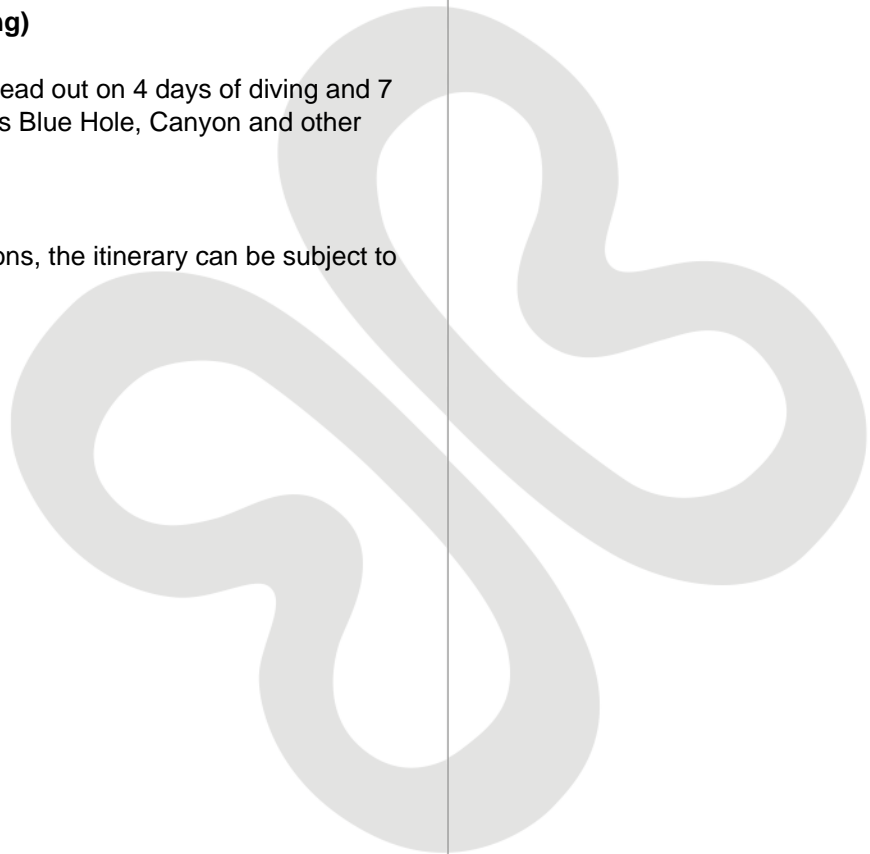 ng)
ead out on 4 days of diving and 7
s Blue Hole, Canyon and other
ons, the itinerary can be subject to